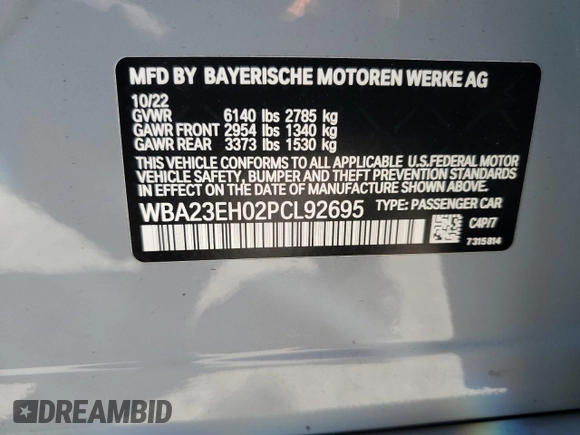 MFD BY BAYERISCHE MOTOREN WERKE AG
10/22
GVWR 6140 lbs 2785 kg
GAWR FRONT 2954 lbs 1340 kg
GAWR REAR 3373 lbs 1530 kg
THIS VEHICLE CONFORMS TO ALL APPLICABLE U.S.FEDERAL MOTOR
VEHICLE SAFETY, BUMPER, AND THEFT PREVENTION STANDARDS
IN EFFECT ON THE DATE OF MANUFACTURE SHOWN ABOVE.
WBA23EH02PCL92695 TYPE: PASSENGER CAR
C4P/7
7315814
DREAMBID